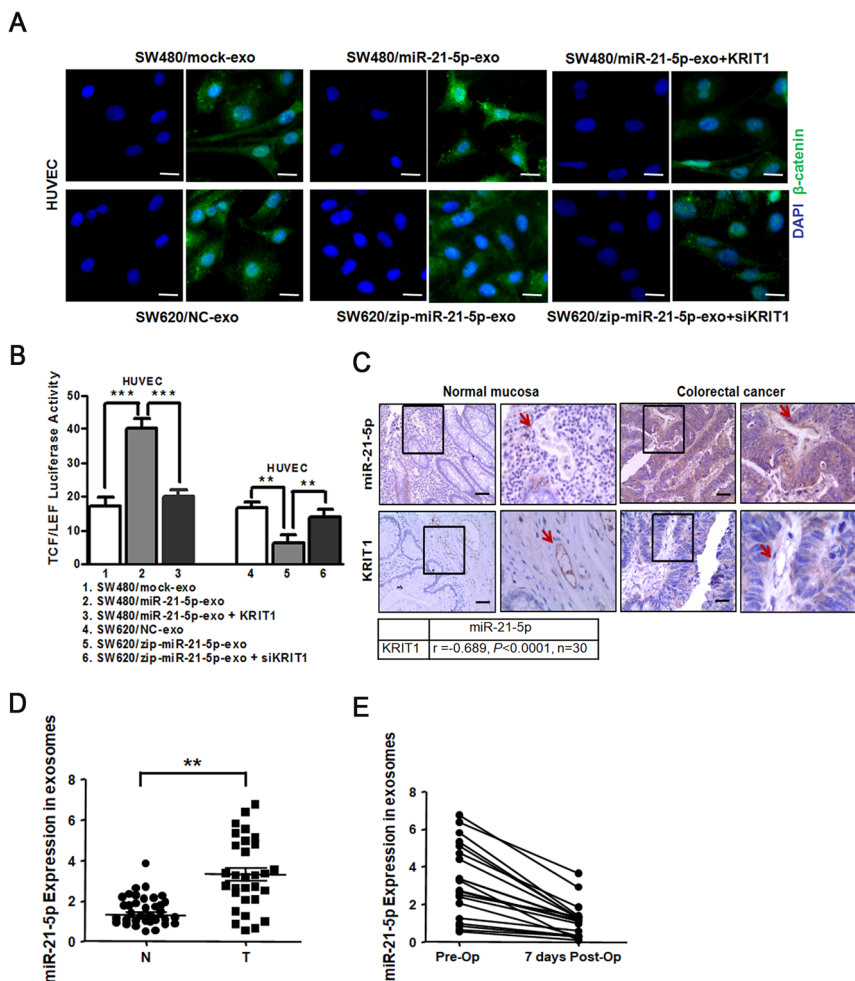 A
SW480/mock-exo SW480/miR-21-5p-exo SW480/miR-21-5p-exo+KRIT1
HUVEC
DAPI β-catenin
SW620/NC-exo SW620/zip-miR-21-5p-exo SW620/zip-miR-21-5p-exo+siKRIT1
B
TCF/LEF Luciferase Activity
HUVEC
*** ***
HUVEC
** **
50
40
30
20
10
0
1 2 3 4 5 6
1. SW480/mock-exo
2. SW480/miR-21-5p-exo
3. SW480/miR-21-5p-exo + KRIT1
4. SW620/NC-exo
5. SW620/zip-miR-21-5p-exo
6. SW620/zip-miR-21-5p-exo + siKRIT1
C
Normal mucosa Colorectal cancer
miR-21-5p
KRIT1
miR-21-5p
KRIT1 r =-0.689, P<0.0001, n=30
D
miR-21-5p Expression in exosomes
**
8
6
4
2
0
N T
E
miR-21-5p Expression in exosomes
8
6
4
2
0
Pre-Op 7 days Post-Op